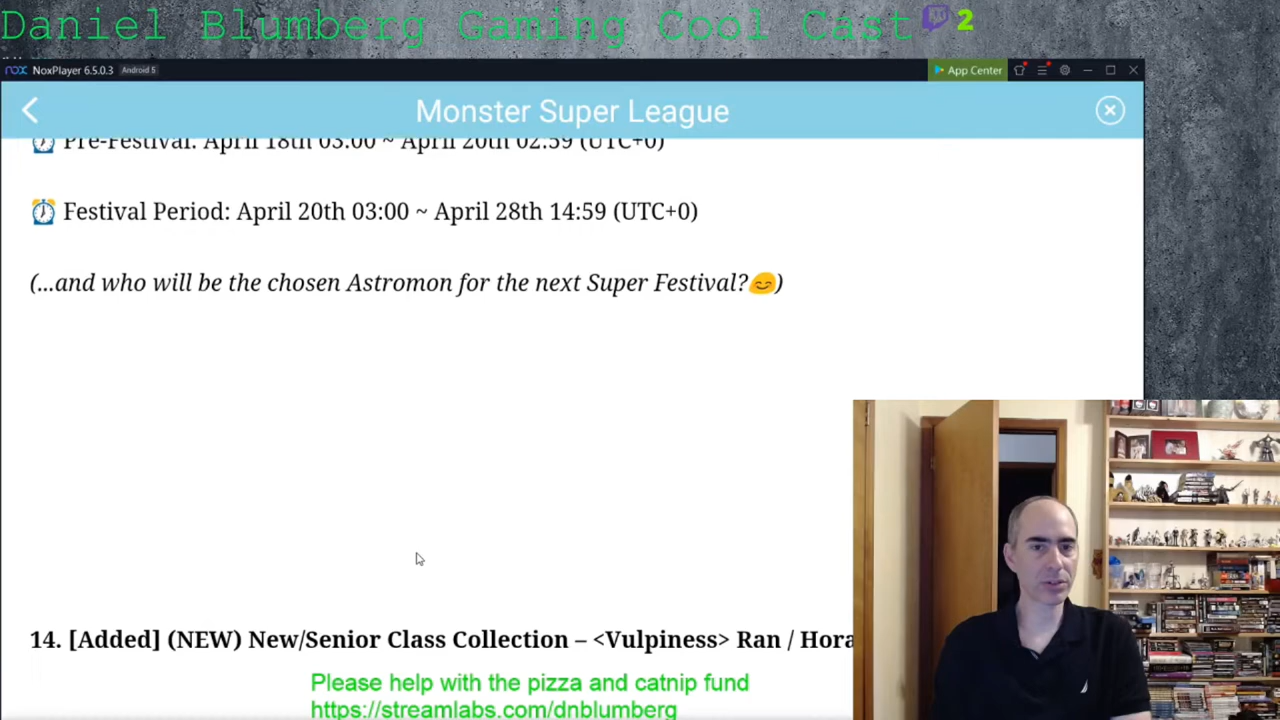 Daniel Blumberg Gaming Cool Cast 2
nox NoxPlayer 6.5.0.3 Android 5 App Center
Monster Super League
Pre-Festival: April 18th 03:00 ~ April 20th 02:59 (UTC+0)
Festival Period: April 20th 03:00 ~ April 28th 14:59 (UTC+0)
(...and who will be the chosen Astromon for the next Super Festival?😊)
14. [Added] (NEW) New/Senior Class Collection – <Vulpiness> Ran / Hora
Please help with the pizza and catnip fund
https://streamlabs.com/dnblumberg